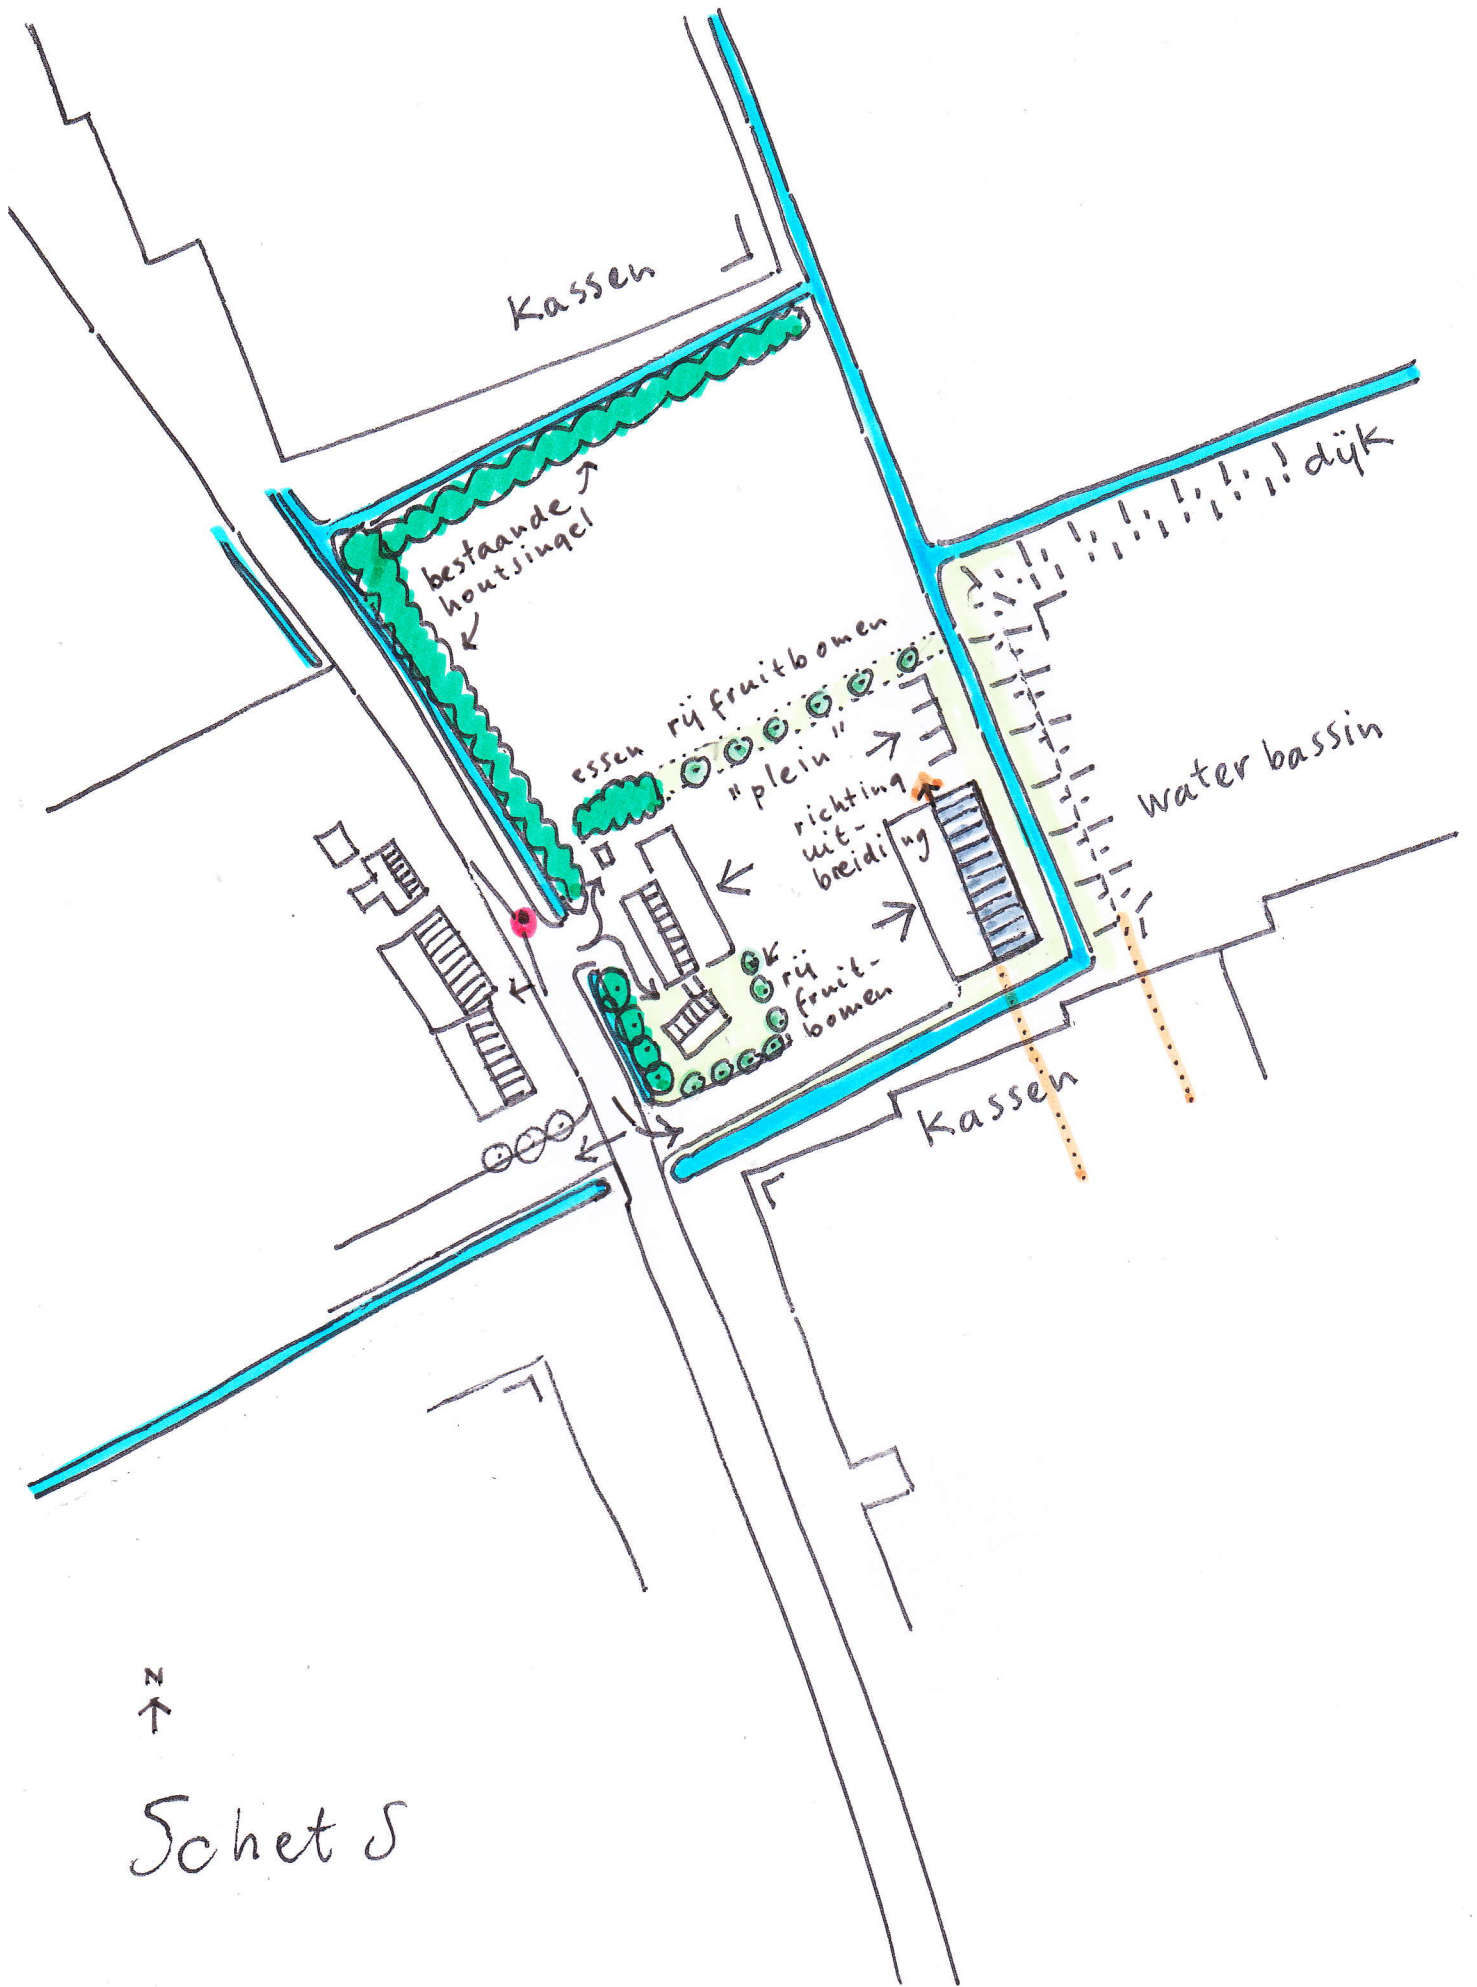 Kassen
dijk
bestaande
houtsingel
rij fruitbomen
essen
"plein"
water bassin
richting
uit-
breiding
rij
fruit-
bomen
Kassen
N
Schets